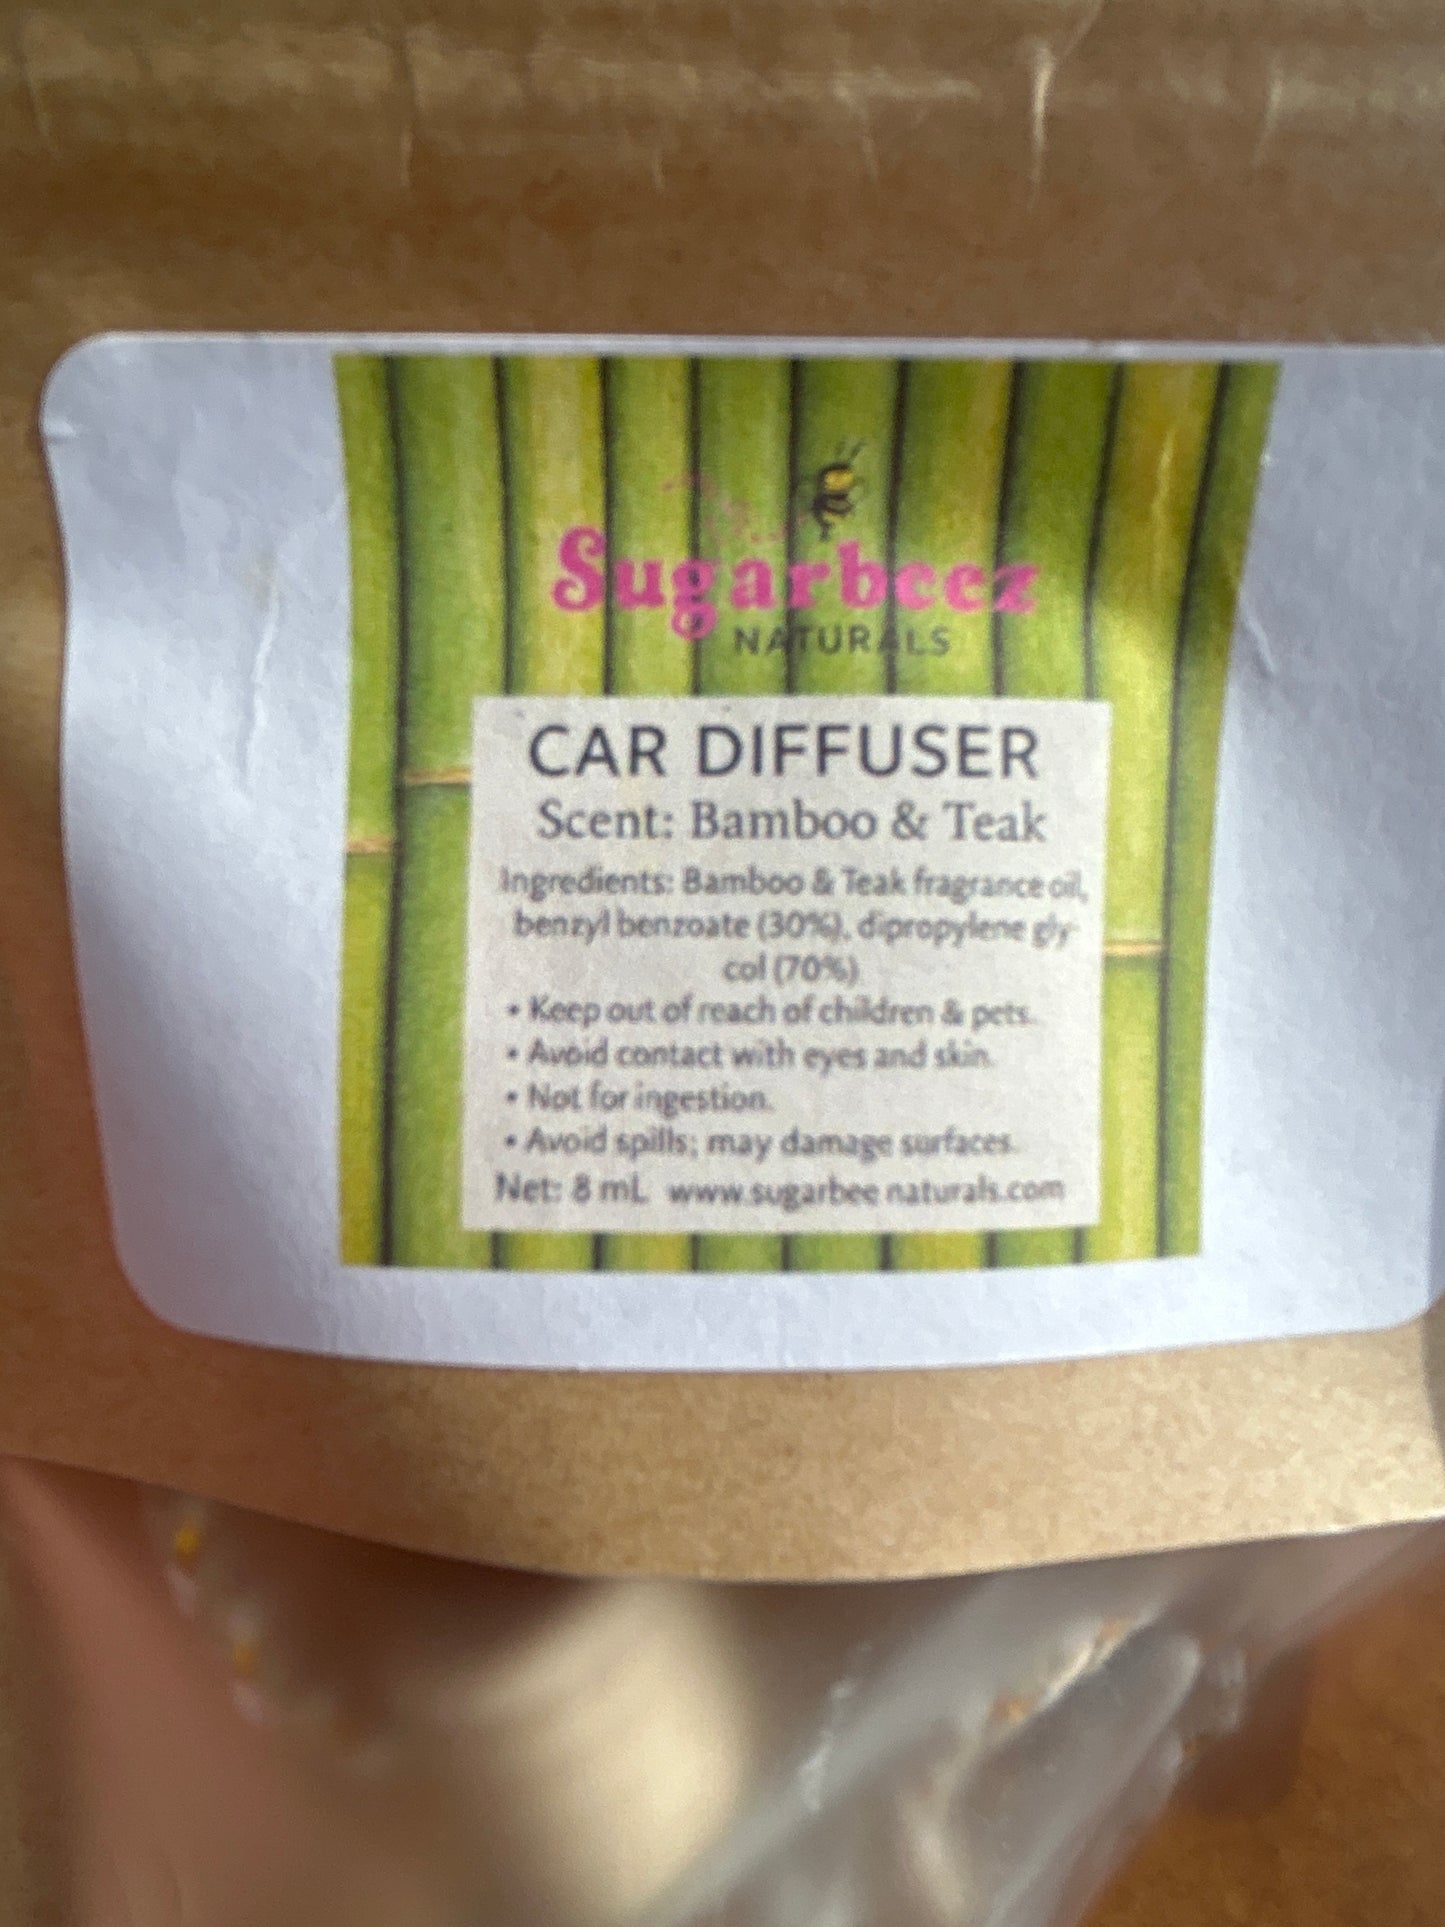 Sugarbeez
NATURALS
CAR DIFFUSER
Scent: Bamboo & Teak
Ingredients: Bamboo & Teak fragrance oil,
benzyl benzoate (30%), dipropylene gly-
col (70%)
• Keep out of reach of children & pets.
• Avoid contact with eyes and skin.
• Not for ingestion.
• Avoid spills; may damage surfaces.
Net: 8 mL www.sugarbee naturals.com